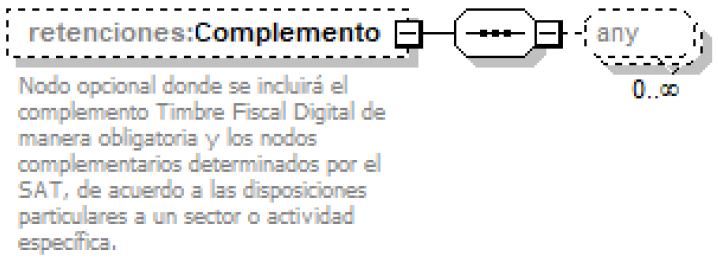 retenciones:Complemento
any
0..∞
Nodo opcional donde se incluirá el
complemento Timbre Fiscal Digital de
manera obligatoria y los nodos
complementarios determinados por el
SAT, de acuerdo a las disposiciones
particulares a un sector o actividad
específica.